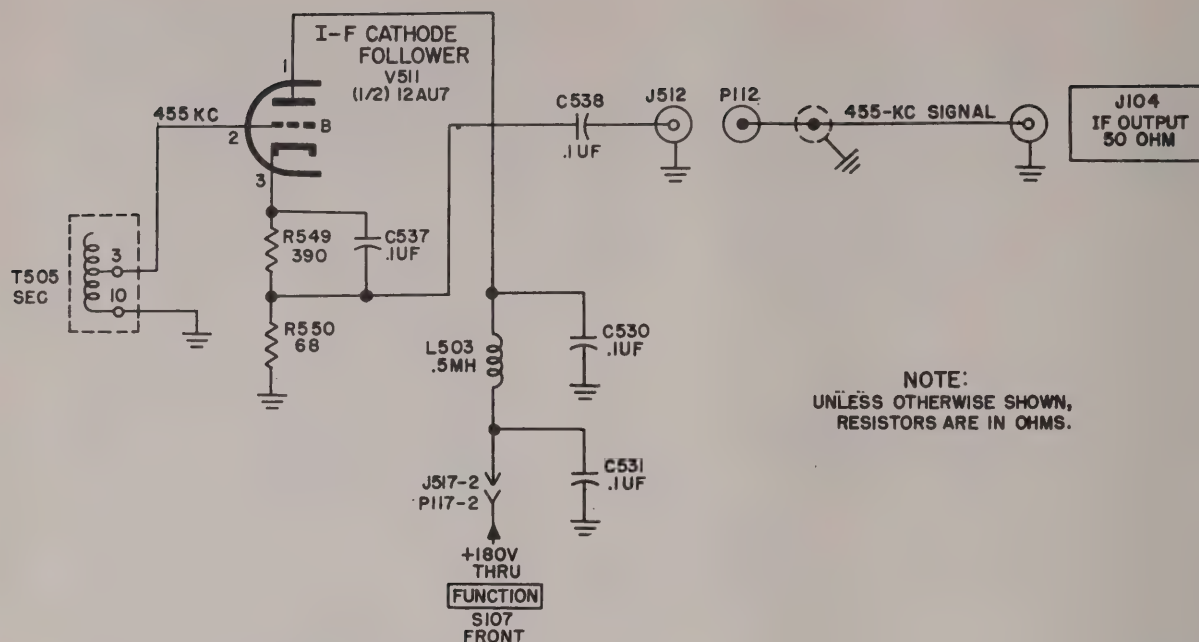 I-F CATHODE
FOLLOWER
V511
(1/2) 12AU7
1
455 KC
2
B
3
T505
SEC
3
10
R549
390
C537
.1UF
R550
68
C538
.1UF
J512
P112
455-KC SIGNAL
J104
IF OUTPUT
50 OHM
L503
.5MH
C530
.1UF
C531
.1UF
J517-2
P117-2
+180V
THRU
FUNCTION
S107
FRONT
NOTE:
UNLESS OTHERWISE SHOWN,
RESISTORS ARE IN OHMS.